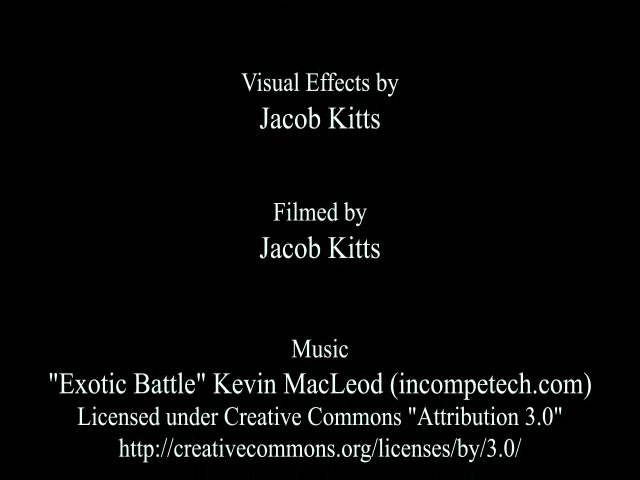 Visual Effects by
Jacob Kitts
Filmed by
Jacob Kitts
Music
"Exotic Battle" Kevin MacLeod (incompetech.com)
Licensed under Creative Commons "Attribution 3.0"
http://creativecommons.org/licenses/by/3.0/